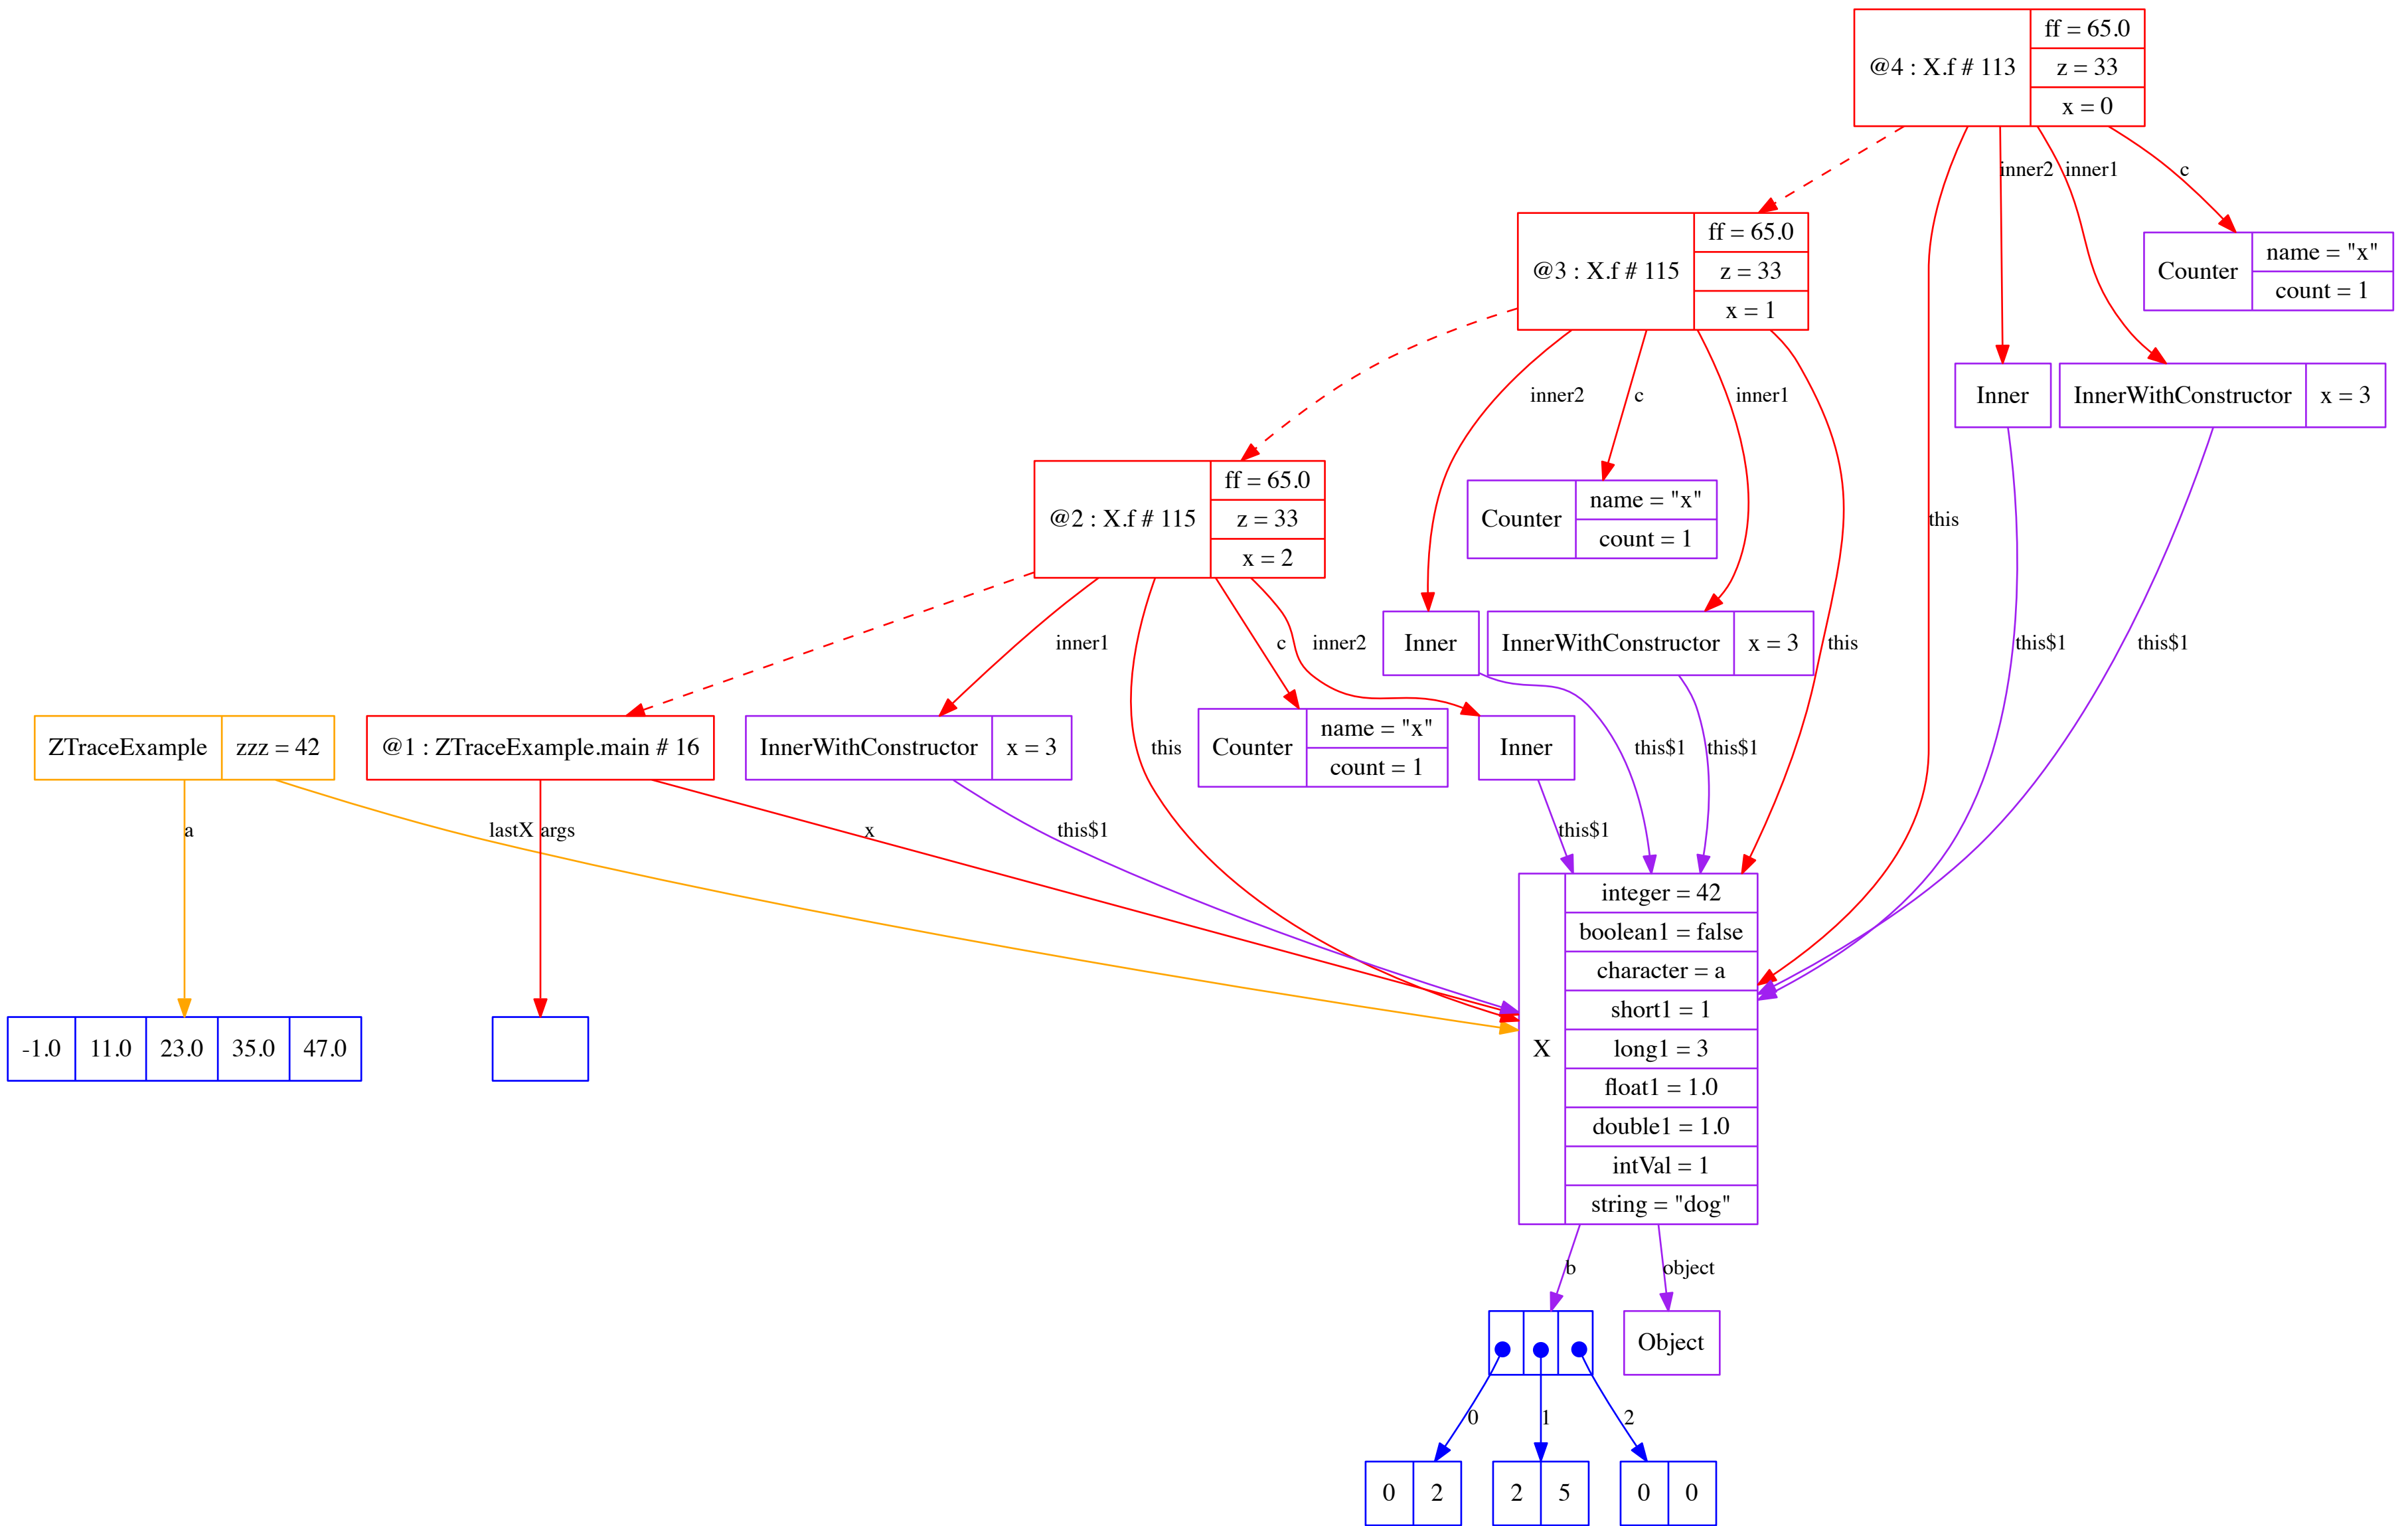 @4 : X.f # 113
ff = 65.0
z = 33
x = 0
inner2
inner1
c
@3 : X.f # 115
ff = 65.0
z = 33
x = 1
Counter
name = "x"
count = 1
inner2
c
inner1
Inner
InnerWithConstructor
x = 3
@2 : X.f # 115
ff = 65.0
z = 33
x = 2
Counter
name = "x"
count = 1
this
inner1
c
inner2
Inner
InnerWithConstructor
x = 3
this
this$1
this$1
ZTraceExample
zzz = 42
@1 : ZTraceExample.main # 16
InnerWithConstructor
x = 3
this
Counter
name = "x"
count = 1
Inner
this$1
this$1
a
lastX
args
x
this$1
this$1
X
integer = 42
boolean1 = false
character = a
short1 = 1
long1 = 3
float1 = 1.0
double1 = 1.0
intVal = 1
string = "dog"
-1.0
11.0
23.0
35.0
47.0
b
object
Object
0
1
2
0
2
2
5
0
0